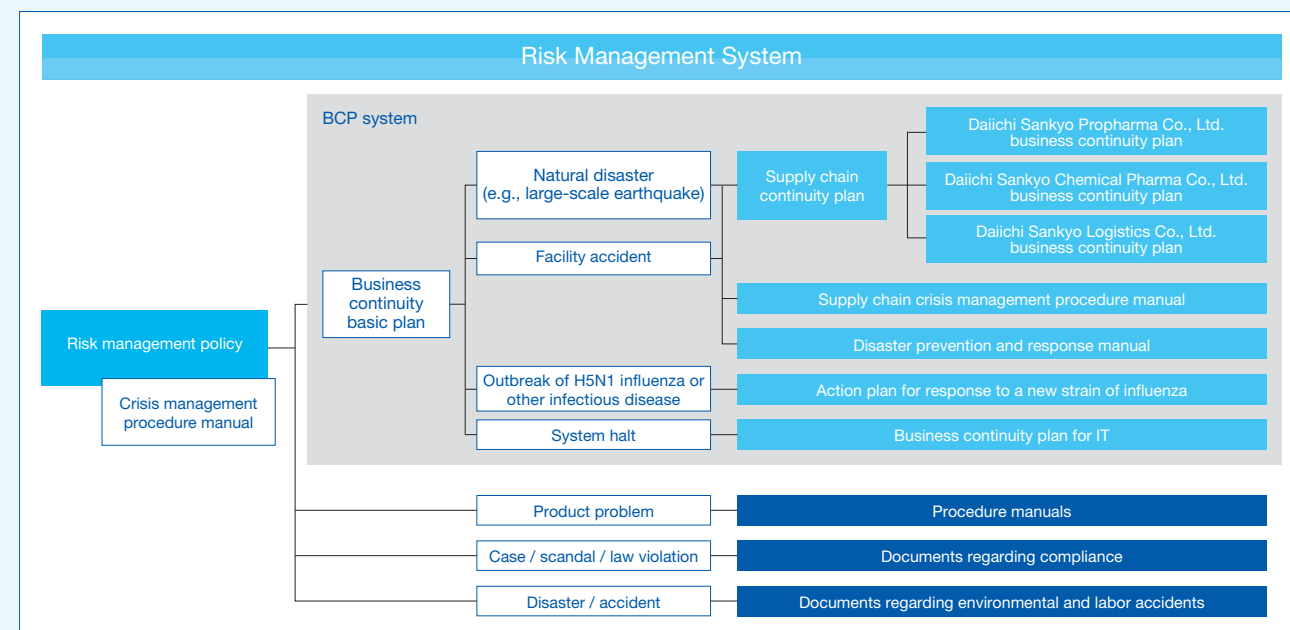 Risk Management System
BCP system
Daiichi Sankyo Propharma Co., Ltd.
business continuity plan
Natural disaster
(e.g., large-scale earthquake)
Supply chain
continuity plan
Daiichi Sankyo Chemical Pharma Co., Ltd.
business continuity plan
Daiichi Sankyo Logistics Co., Ltd.
business continuity plan
Facility accident
Business
continuity
basic plan
Supply chain crisis management procedure manual
Risk management policy
Disaster prevention and response manual
Crisis management
procedure manual
Outbreak of H5N1 influenza or
other infectious disease
Action plan for response to a new strain of influenza
System halt
Business continuity plan for IT
Product problem
Procedure manuals
Case / scandal / law violation
Documents regarding compliance
Disaster / accident
Documents regarding environmental and labor accidents